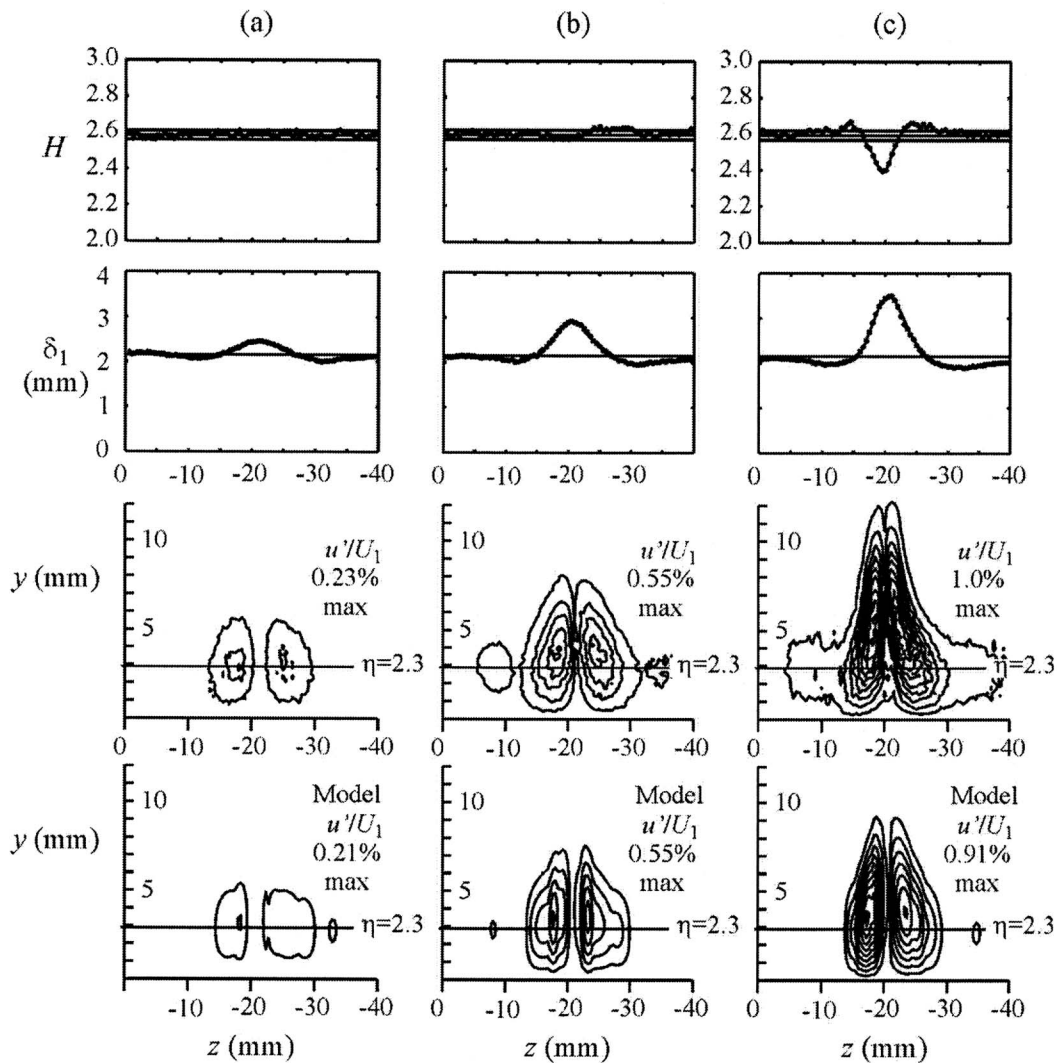 (a) (b) (c)
3.0
2.8
2.6
H
2.4
2.2
2.0
3.0
2.8
2.6
2.4
2.2
2.0
4
3
δ1
2
(mm)
1
0
0 -10 -20 -30 -40
0 -10 -20 -30 -40
0 -10 -20 -30 -40
10
y (mm)
5
u'/U1
0.23%
max
η=2.3
0 -10 -20 -30 -40
10
5
u'/U1
0.55%
max
η=2.3
0 -10 -20 -30 -40
10
5
u'/U1
1.0%
max
η=2.3
0 -10 -20 -30 -40
10
y (mm)
5
Model
u'/U1
0.21%
max
η=2.3
0 -10 -20 -30 -40
z (mm)
10
5
Model
u'/U1
0.55%
max
η=2.3
0 -10 -20 -30 -40
z (mm)
10
5
Model
u'/U1
0.91%
max
η=2.3
0 -10 -20 -30 -40
z (mm)